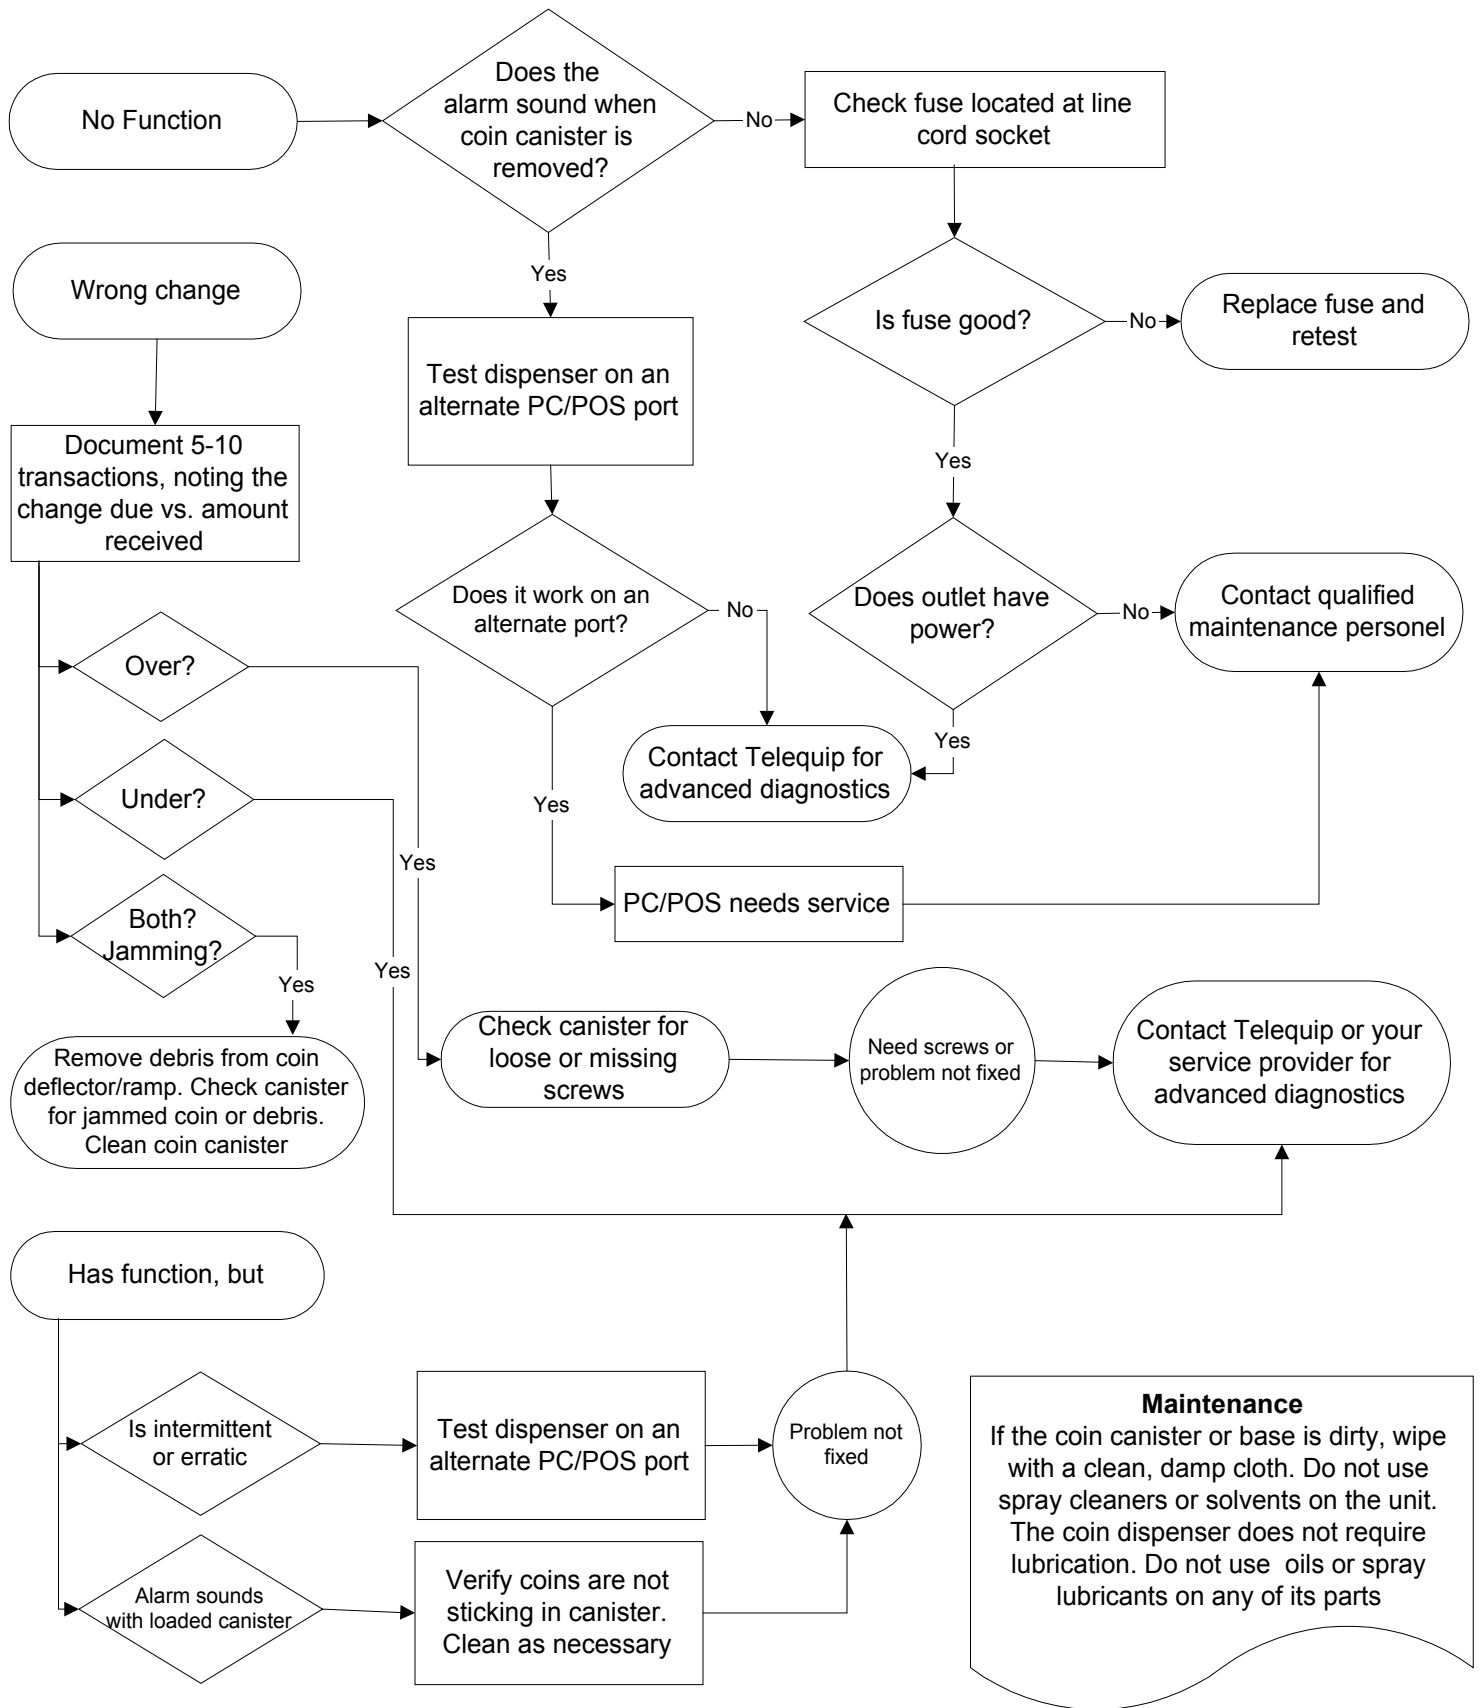 No Function
Does the
alarm sound when
coin canister is
removed?
No
Check fuse located at line
cord socket
Yes
Wrong change
Is fuse good?
No
Replace fuse and
retest
Test dispenser on an
alternate PC/POS port
Document 5-10
transactions, noting the
change due vs. amount
received
Yes
Does it work on an
alternate port?
No
Does outlet have
power?
No
Contact qualified
maintenance personel
Over?
Yes
Contact Telequip for
advanced diagnostics
Under?
Yes
Yes
PC/POS needs service
Both?
Jamming?
Yes
Yes
Check canister for
loose or missing
screws
Need screws or
problem not fixed
Contact Telequip or your
service provider for
advanced diagnostics
Remove debris from coin
deflector/ramp. Check canister
for jammed coin or debris.
Clean coin canister
Has function, but
Is intermittent
or erratic
Test dispenser on an
alternate PC/POS port
Problem not
fixed
Alarm sounds
with loaded canister
Verify coins are not
sticking in canister.
Clean as necessary
Maintenance
If the coin canister or base is dirty, wipe
with a clean, damp cloth. Do not use
spray cleaners or solvents on the unit.
The coin dispenser does not require
lubrication. Do not use  oils or spray
lubricants on any of its parts